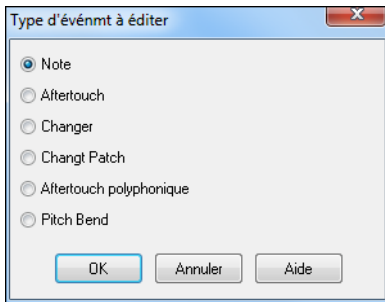 Type d'événmt à éditer
Note
Aftertouch
Changer
Changt Patch
Aftertouch polyphonique
Pitch Bend
OK Annuler Aide